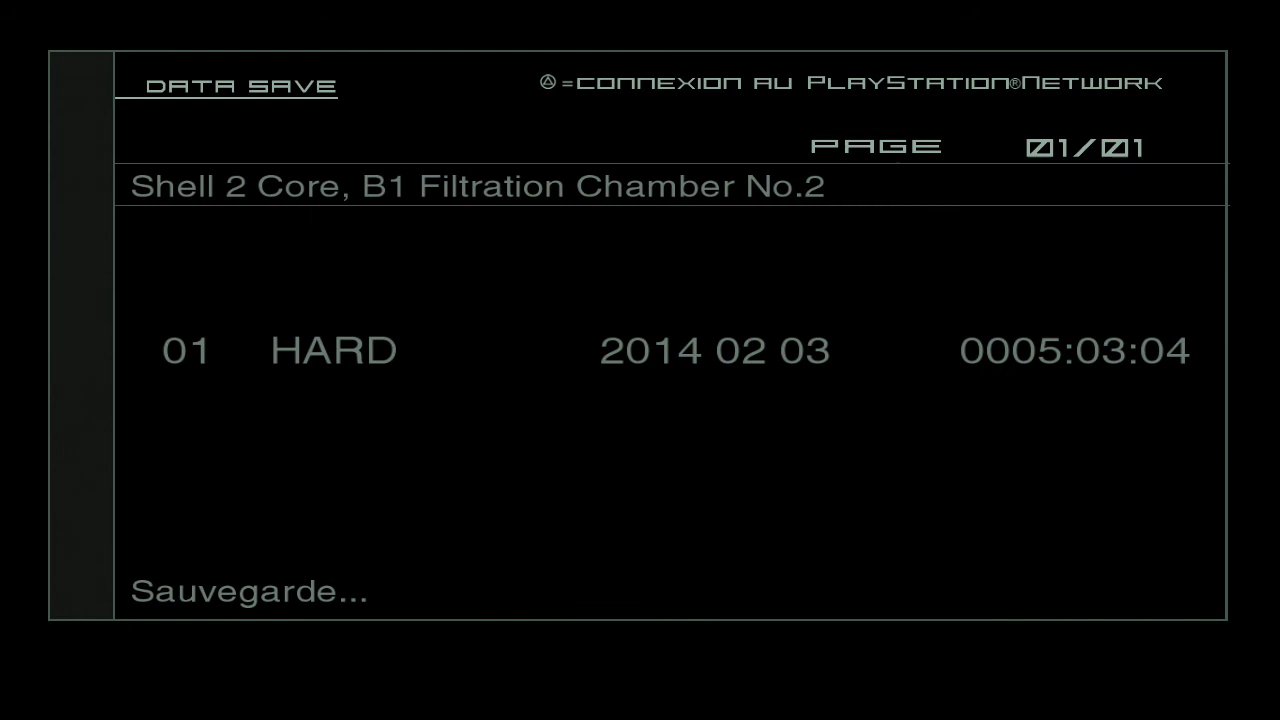 DATA SAVE
=CONNEXION AU PLAYSTATION®NETWORK
PAGE 01/01
Shell 2 Core, B1 Filtration Chamber No.2
01 HARD 2014 02 03 0005:03:04
Sauvegarde...